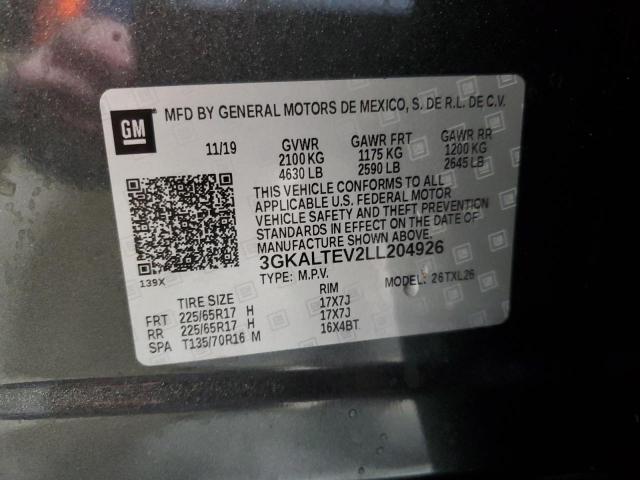 GM
MFD BY GENERAL MOTORS DE MEXICO, S. DE R.L. DE C.V.
11/19 GVWR GAWR FRT GAWR RR
2100 KG 1175 KG 1200 KG
4630 LB 2590 LB 2645 LB
THIS VEHICLE CONFORMS TO ALL
APPLICABLE U.S. FEDERAL MOTOR
VEHICLE SAFETY AND THEFT PREVENTION
STANDARDS IN EFFECT ON THE DATE OF
MANUFACTURE SHOWN ABOVE.
3GKALTEV2LL204926
TYPE: M.P.V. MODEL: 26TXL26
139X
TIRE SIZE RIM
FRT 225/65R17 H 17X7J
RR 225/65R17 H 17X7J
SPA T135/70R16 M 16X4BT